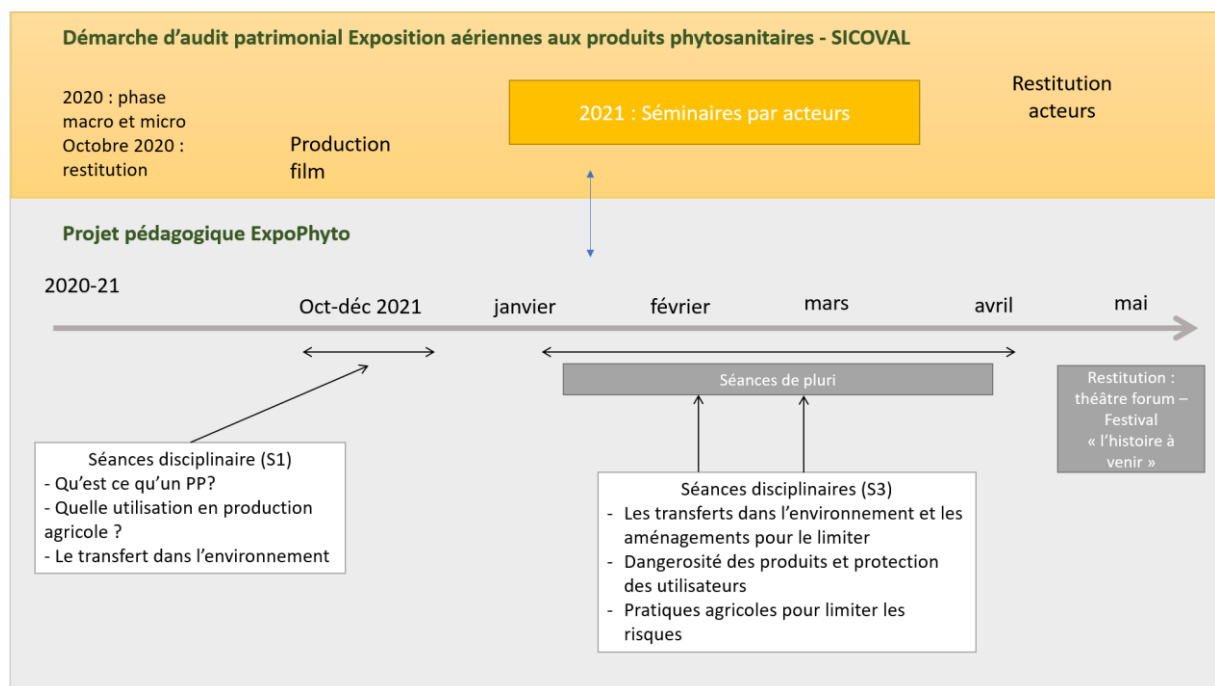 Démarche d'audit patrimonial Exposition aériennes aux produits phytosanitaires - SICOVAL
2020 : phase
macro et micro
Octobre 2020 :
restitution
Production
film
2021 : Séminaires par acteurs
Restitution
acteurs
Projet pédagogique ExpoPhyto
2020-21
Oct-déc 2021
janvier
février
mars
avril
mai
Séances de pluri
Restitution :
théâtre forum –
Festival
« l'histoire à
venir »
Séances disciplinaire (S1)
- Qu'est ce qu'un PP?
- Quelle utilisation en production
agricole ?
- Le transfert dans l'environnement
Séances disciplinaires (S3)
- Les transferts dans l'environnement et les
aménagements pour le limiter
- Dangerosité des produits et protection
des utilisateurs
- Pratiques agricoles pour limiter les
risques